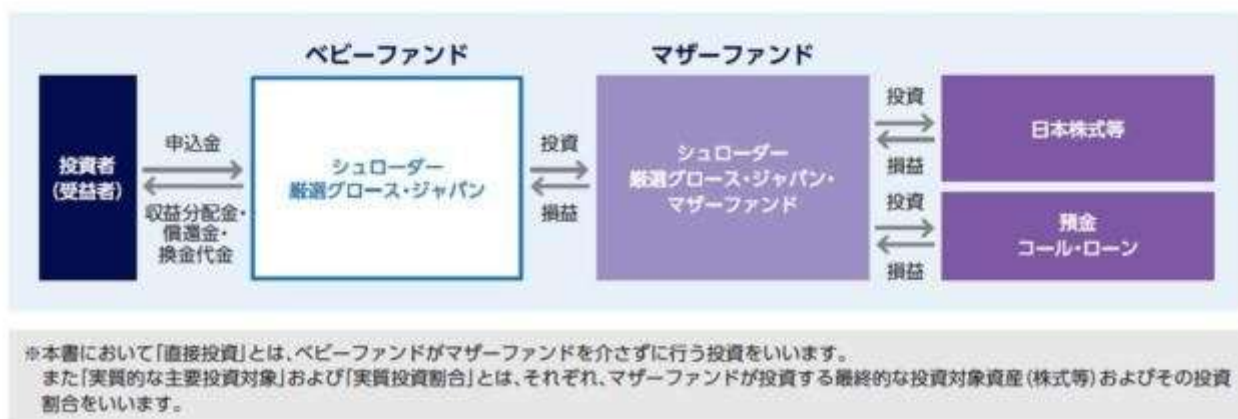 ベビーファンド
マザーファンド
投資者
(受益者)
申込金
収益分配金・
償還金・
換金代金
シュローダー
厳選グロース・ジャパン
投資
損益
シュローダー
厳選グロース・ジャパン・
マザーファンド
投資
損益
日本株式等
投資
損益
預金
コール・ローン
※本書において「直接投資」とは、ベビーファンドがマザーファンドを介さずに行う投資をいいます。
また「実質的な主要投資対象」および「実質投資割合」とは、それぞれ、マザーファンドが投資する最終的な投資対象資産(株式等)およびその投資
割合をいいます。